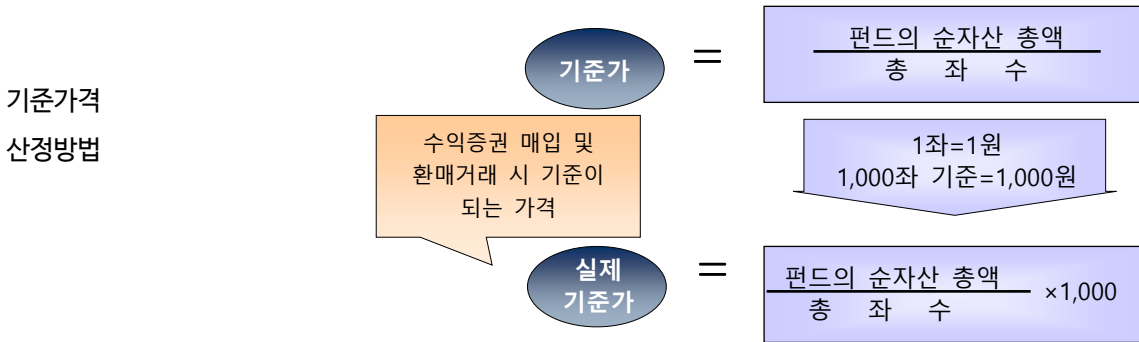 기준가격
산정방법
기준가
=
펀드의 순자산 총액
총 좌 수
수익증권 매입 및
환매거래 시 기준이
되는 가격
1좌=1원
1,000좌 기준=1,000원
실제
기준가
=
펀드의 순자산 총액
총 좌 수
×1,000